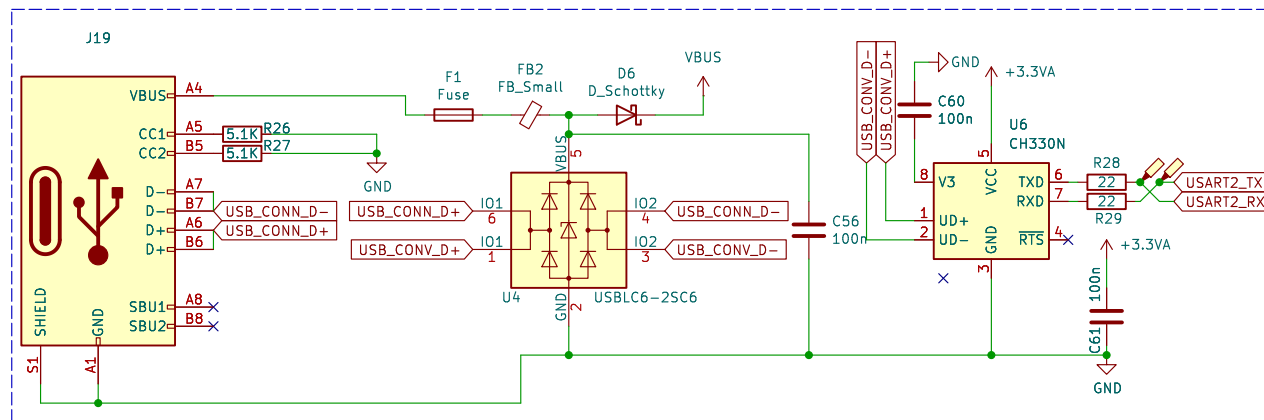 J19
VBUS
A4
CC1
A5
CC2
B5
D-
A7
D-
B7
D+
A6
D+
B6
SBU1
A8
SBU2
B8
SHIELD
GND
S1
A1
5.1K
R26
5.1K
R27
GND
USB_CONN_D-
USB_CONN_D+
F1
Fuse
FB2
FB_Small
D6
D_Schottky
VBUS
VBUS
5
USB_CONN_D+
IO1
6
USB_CONV_D+
IO1
1
IO2
4
USB_CONN_D-
IO2
3
USB_CONV_D-
U4
USBLC6-2SC6
GND
2
C56
100n
USB_CONV_D-
USB_CONV_D+
GND
C60
100n
+3.3VA
U6
CH330N
5
VCC
8
V3
1
UD+
2
UD-
TXD
6
RXD
7
RTS
4
GND
3
R28
22
22
R29
USART2_TX
USART2_RX
+3.3VA
100n
C61
GND